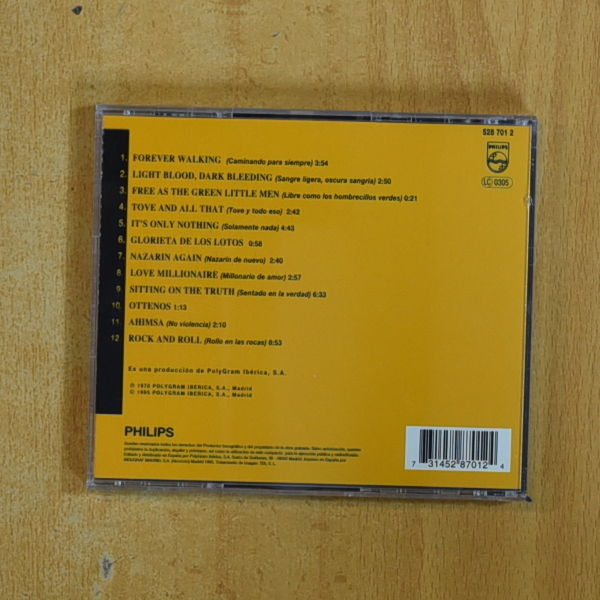 528 701 2
PHILIPS
LC 0305
1. FOREVER WALKING (Caminando para siempre) 3:54
2. LIGHT BLOOD, DARK BLEEDING (Sangre ligera, oscura sangría) 2:50
3. FREE AS THE GREEN LITTLE MEN (Libre como los hombrecillos verdes) 0:21
4. TOVE AND ALL THAT (Tove y todo eso) 2:42
5. IT'S ONLY NOTHING (Solamente nada) 4:43
6. GLORIETA DE LOS LOTOS 0:56
7. NAZARIN AGAIN (Nazarín de nuevo) 2:40
8. LOVE MILLIONAIRE (Millonario de amor) 2:57
9. SITTING ON THE TRUTH (Sentado en la verdad) 6:33
10. OTTENOS 1:13
11. AHIMSA (No violencia) 2:10
12. ROCK AND ROLL (Rollo en las rocas) 8:53
Es una producción de PolyGram Ibérica, S.A.
℗ 1970 POLYGRAM IBERICA, S.A., Madrid
© 1995 POLYGRAM IBERICA, S.A., Madrid
PHILIPS
7 31452 87012 4